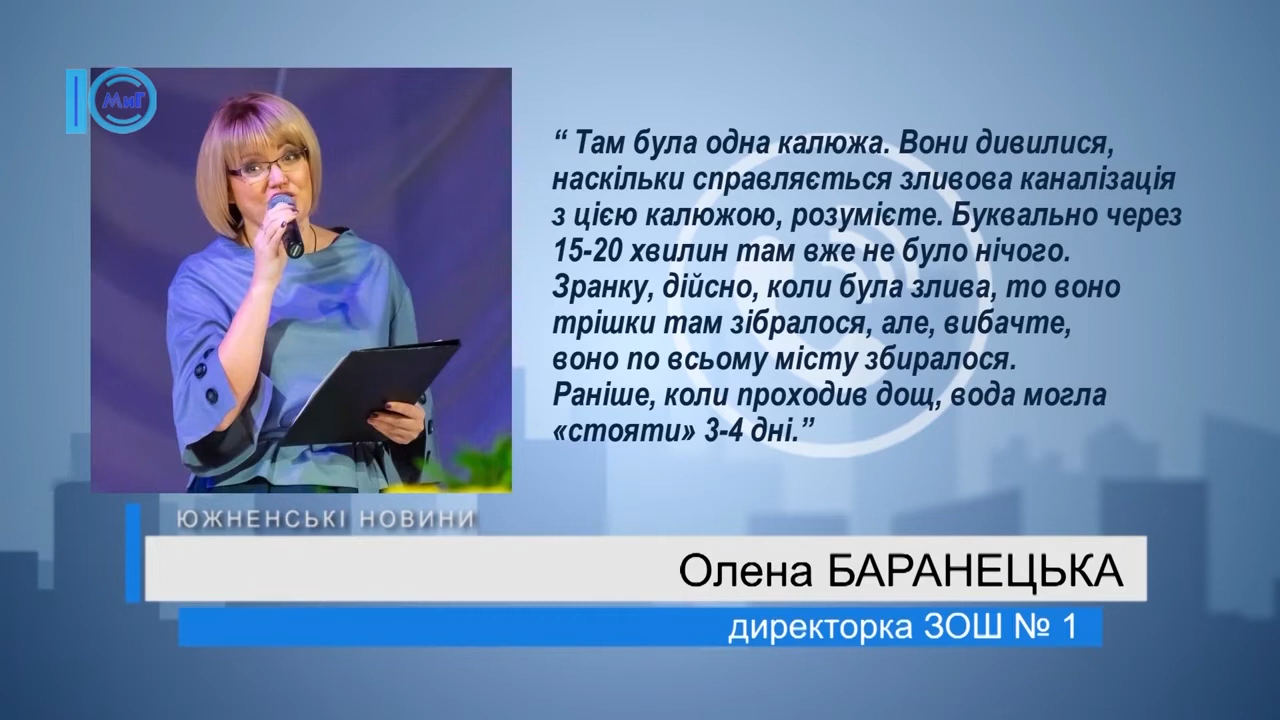 Ю
МиГ
“ Там була одна калюжа. Вони дивилися,
наскільки справляється зливова каналізація
з цією калюжою, розумієте. Буквально через
15-20 хвилин там вже не було нічого.
Зранку, дійсно, коли була злива, то воно
трішки там зібралося, але, вибачте,
воно по всьому місту збиралося.
Раніше, коли проходив дощ, вода могла
«стояти» 3-4 дні.”
ЮЖНЕНСЬКІ НОВИНИ
Олена БАРАНЕЦЬКА
директорка ЗОШ № 1